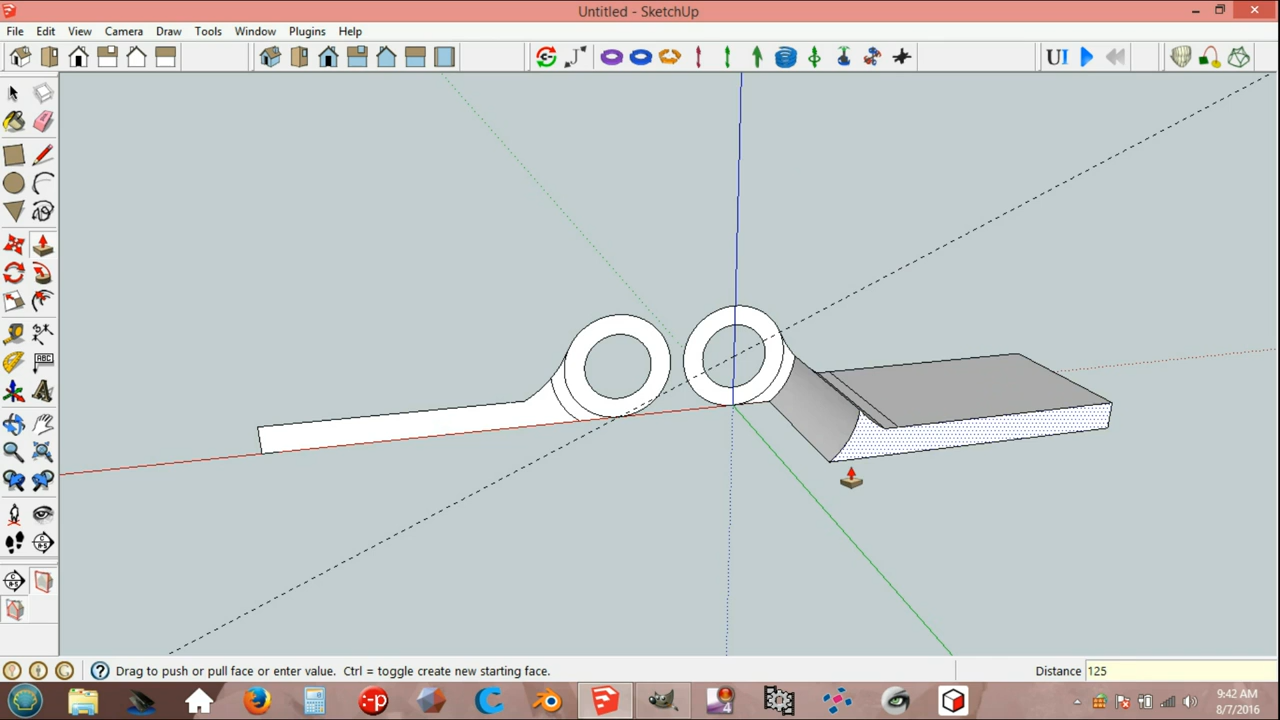 Untitled - SketchUp
File Edit View Camera Draw Tools Window Plugins Help
UI
ABC
Drag to push or pull face or enter value. Ctrl = toggle create new starting face.
Distance 125
9:42 AM
8/7/2016